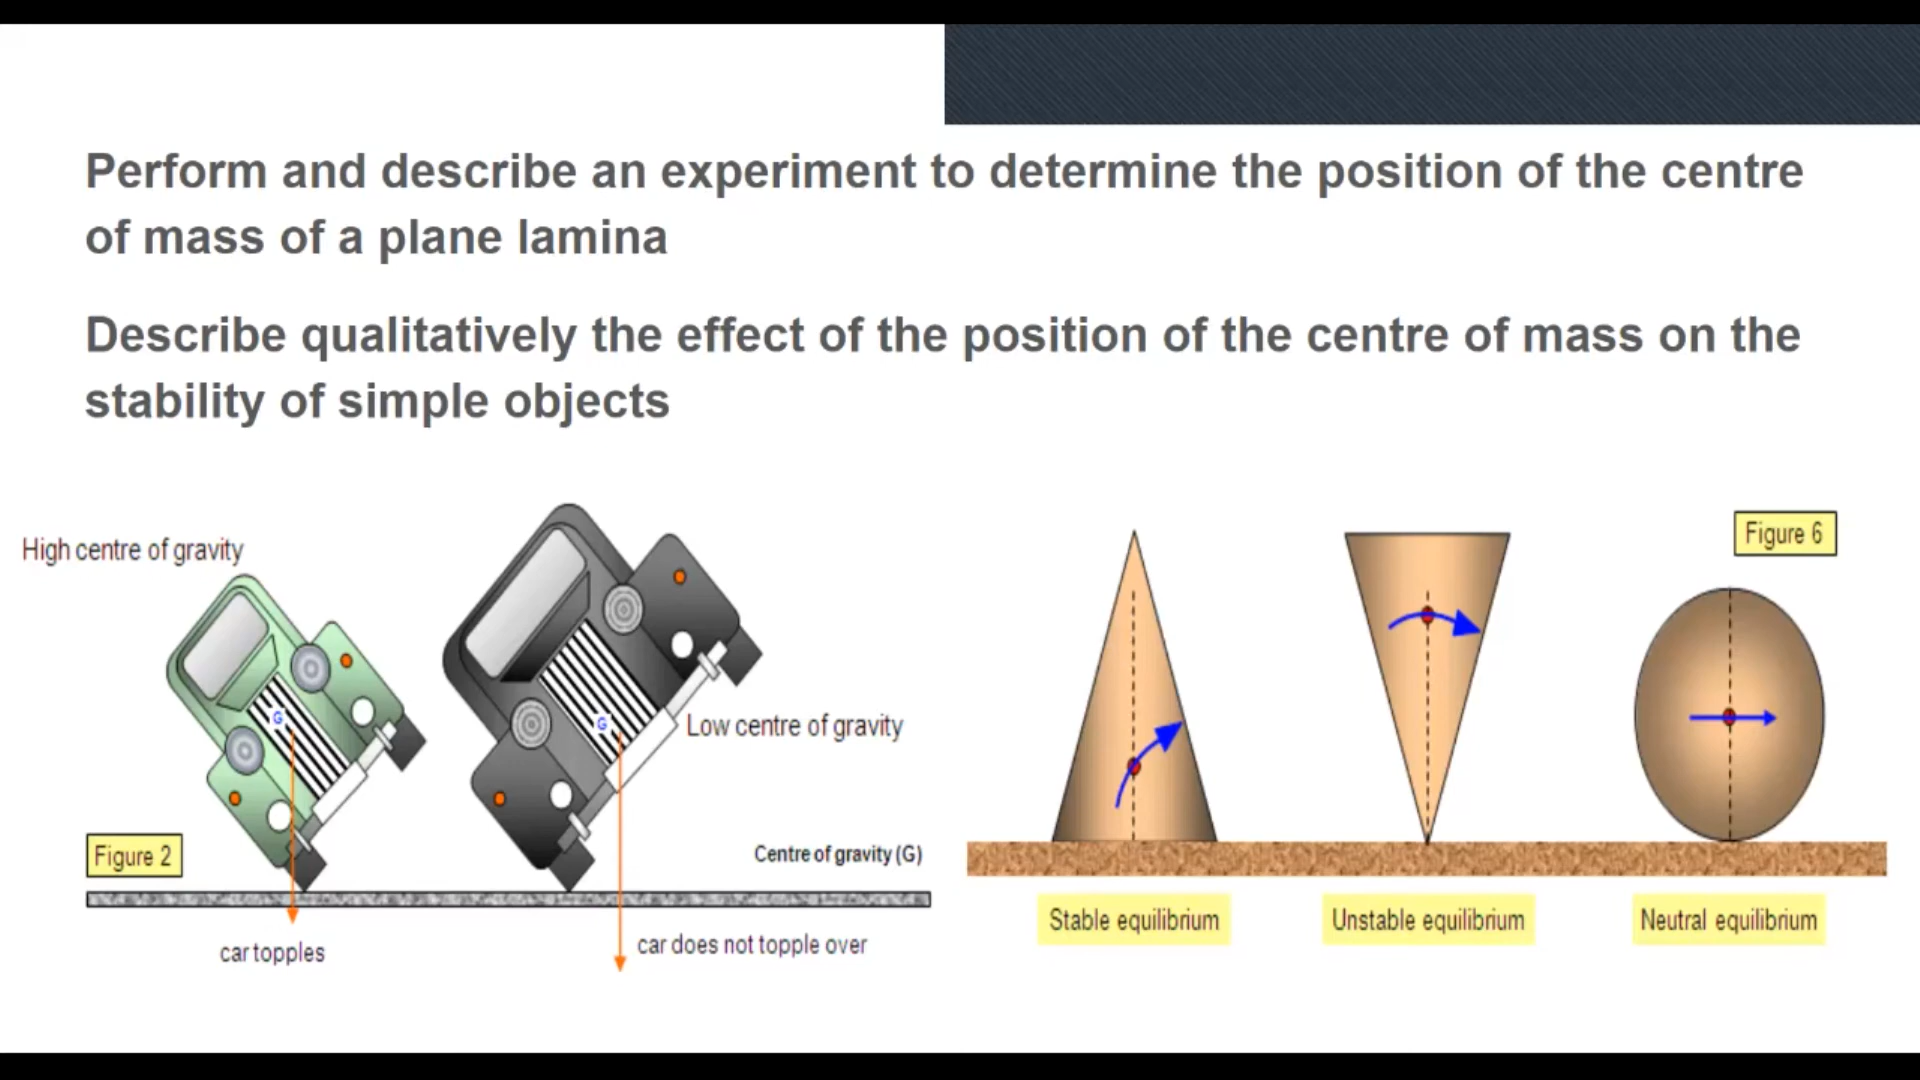 Perform and describe an experiment to determine the position of the centre
of mass of a plane lamina
Describe qualitatively the effect of the position of the centre of mass on the
stability of simple objects
High centre of gravity
G
G
Low centre of gravity
Figure 2
Centre of gravity (G)
car topples
car does not topple over
Figure 6
Stable equilibrium
Unstable equilibrium
Neutral equilibrium